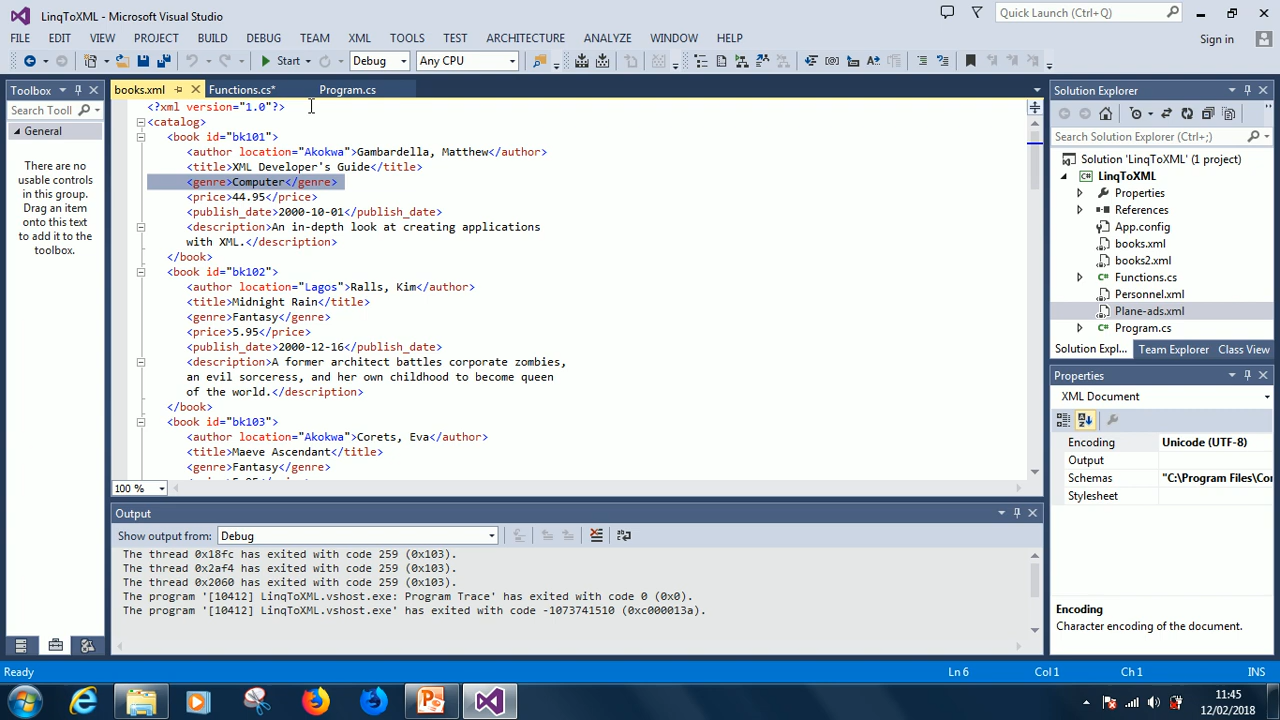 LinqToXML - Microsoft Visual Studio
Quick Launch (Ctrl+Q)
FILE EDIT VIEW PROJECT BUILD DEBUG TEAM XML TOOLS TEST ARCHITECTURE ANALYZE WINDOW HELP
Sign in
Start Debug Any CPU
Toolbox
Search Tool
General
There are no
usable controls
in this group.
Drag an item
onto this text
to add it to the
toolbox.
books.xml Functions.cs* Program.cs
<?xml version="1.0"?>
<catalog>
<book id="bk101">
<author location="Akokwa">Gambardella, Matthew</author>
<title>XML Developer's Guide</title>
<genre>Computer</genre>
<price>44.95</price>
<publish_date>2000-10-01</publish_date>
<description>An in-depth look at creating applications
with XML.</description>
</book>
<book id="bk102">
<author location="Lagos">Ralls, Kim</author>
<title>Midnight Rain</title>
<genre>Fantasy</genre>
<price>5.95</price>
<publish_date>2000-12-16</publish_date>
<description>A former architect battles corporate zombies,
an evil sorceress, and her own childhood to become queen
of the world.</description>
</book>
<book id="bk103">
<author location="Akokwa">Corets, Eva</author>
<title>Maeve Ascendant</title>
<genre>Fantasy</genre>
100 %
Output
Show output from: Debug
The thread 0x18fc has exited with code 259 (0x103).
The thread 0x2af4 has exited with code 259 (0x103).
The thread 0x2060 has exited with code 259 (0x103).
The program '[10412] LinqToXML.vshost.exe: Program Trace' has exited with code 0 (0x0).
The program '[10412] LinqToXML.vshost.exe' has exited with code -1073741510 (0xc000013a).
Solution Explorer
Search Solution Explorer (Ctrl+;)
Solution 'LinqToXML' (1 project)
LinqToXML
Properties
References
App.config
books.xml
books2.xml
Functions.cs
Personnel.xml
Plane-ads.xml
Program.cs
Solution Expl... Team Explorer Class View
Properties
XML Document
Encoding Unicode (UTF-8)
Output
Schemas "C:\Program Files\Co
Stylesheet
Encoding
Character encoding of the document.
Ready Ln 6 Col 1 Ch 1 INS
11:45
12/02/2018